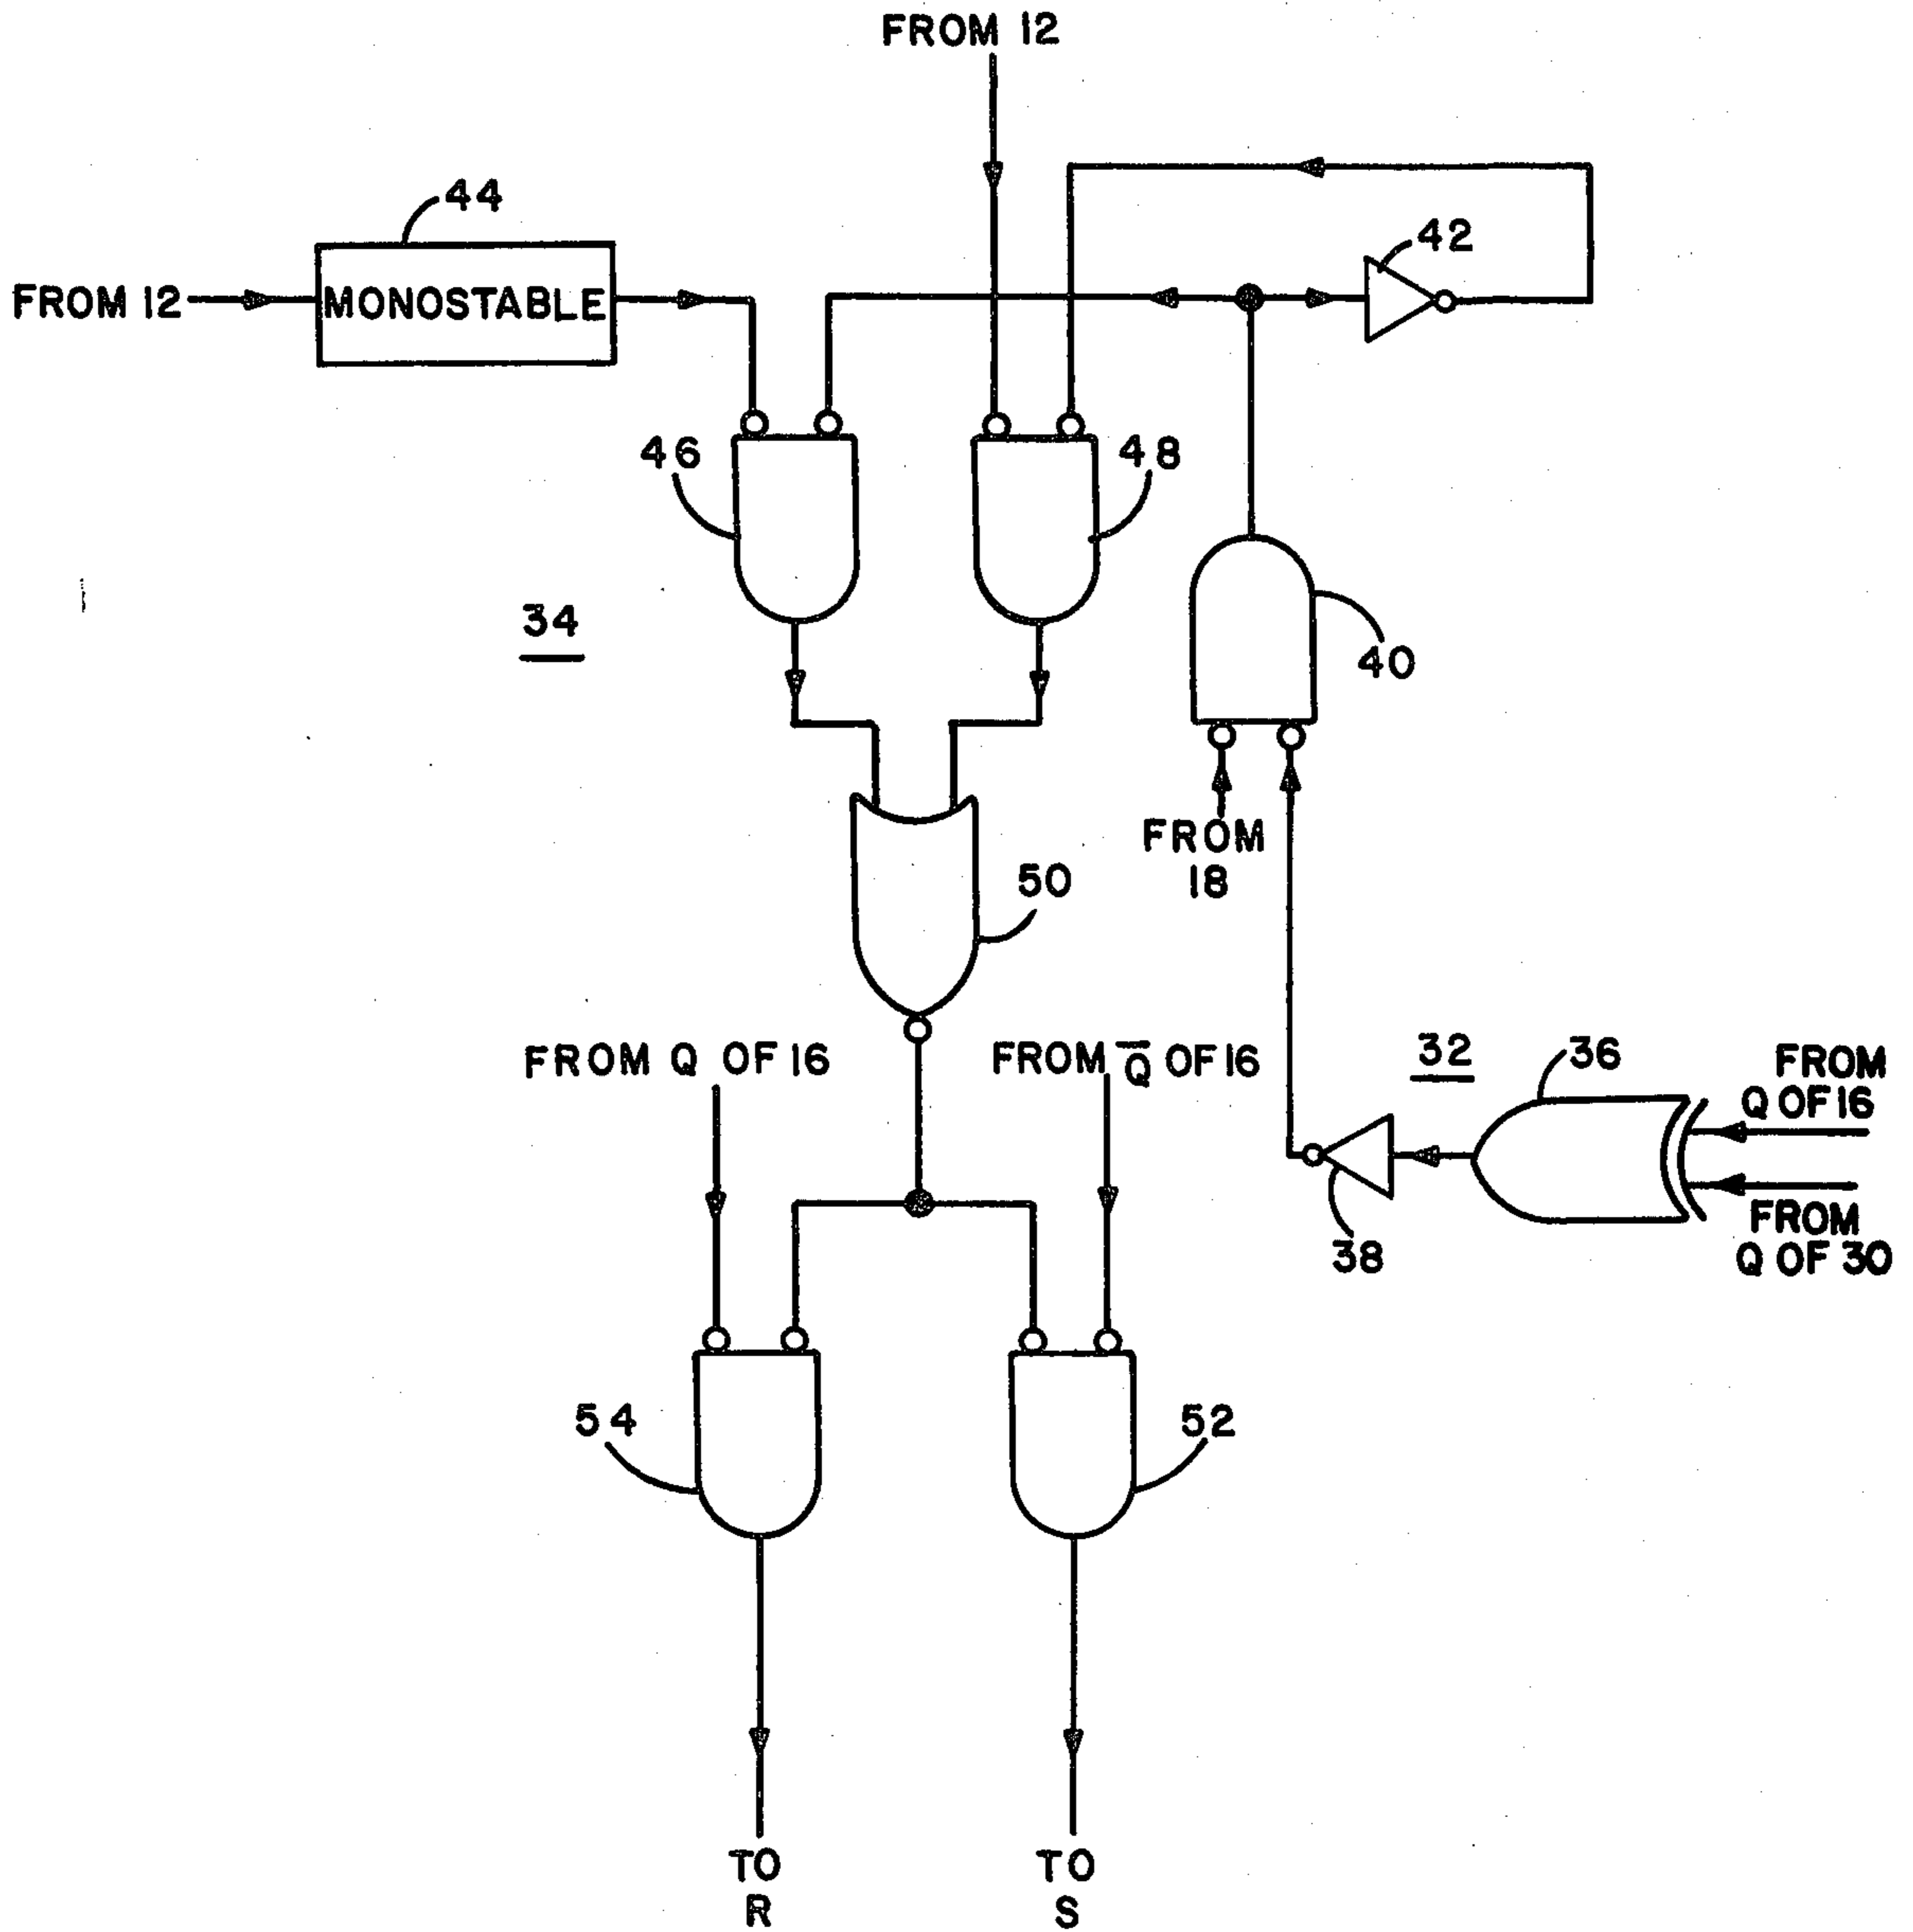 FROM 12
44
42
FROM 12
MONOSTABLE
46
48
34
40
FROM
18
50
FROM Q OF 16
FROM Q̅ OF 16
32
36
FROM
Q OF 16
38
FROM
Q OF 30
54
52
TO
R
TO
S